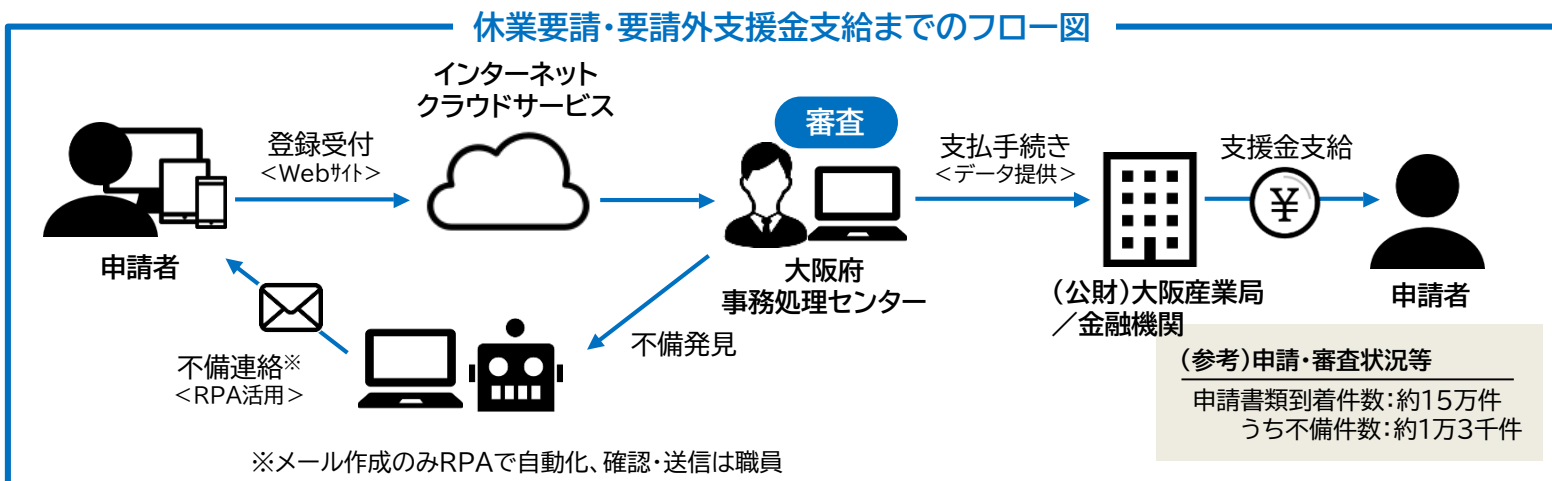 休業要請・要請外支援金支給までのフロー図
インターネット
クラウドサービス
審査
登録受付
<Webサイト>
支払手続き
<データ提供>
支援金支給
¥
申請者
大阪府
事務処理センター
(公財)大阪産業局
/金融機関
申請者
不備発見
不備連絡※
<RPA活用>
(参考)申請・審査状況等
申請書類到着件数:約15万件
うち不備件数:約1万3千件
※メール作成のみRPAで自動化、確認・送信は職員